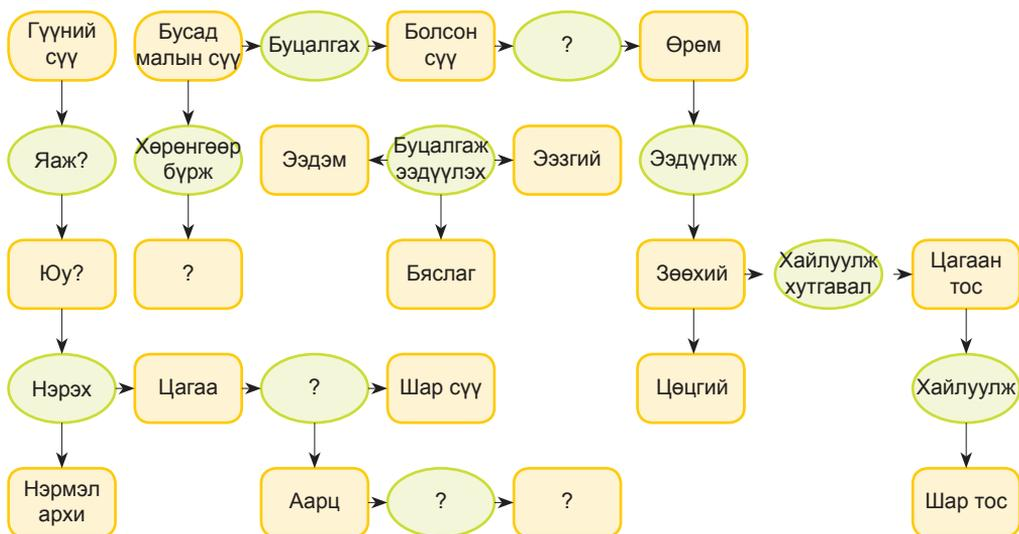 Гүүний
сүү
Бусад
малын сүү
Буцалгах
Болсон
сүү
?
Өрөм
Яаж?
Хөрөнгөөр
бүрж
Ээдэм
Буцалгаж
ээдүүлэх
Ээзгий
Ээдүүлж
Юу?
?
Бяслаг
Зөөхий
Хайлуулж
хутгавал
Цагаан
тос
Нэрэх
Цагаа
?
Шар сүү
Цөцгий
Хайлуулж
Нэрмэл
архи
Аарц
?
?
Шар тос